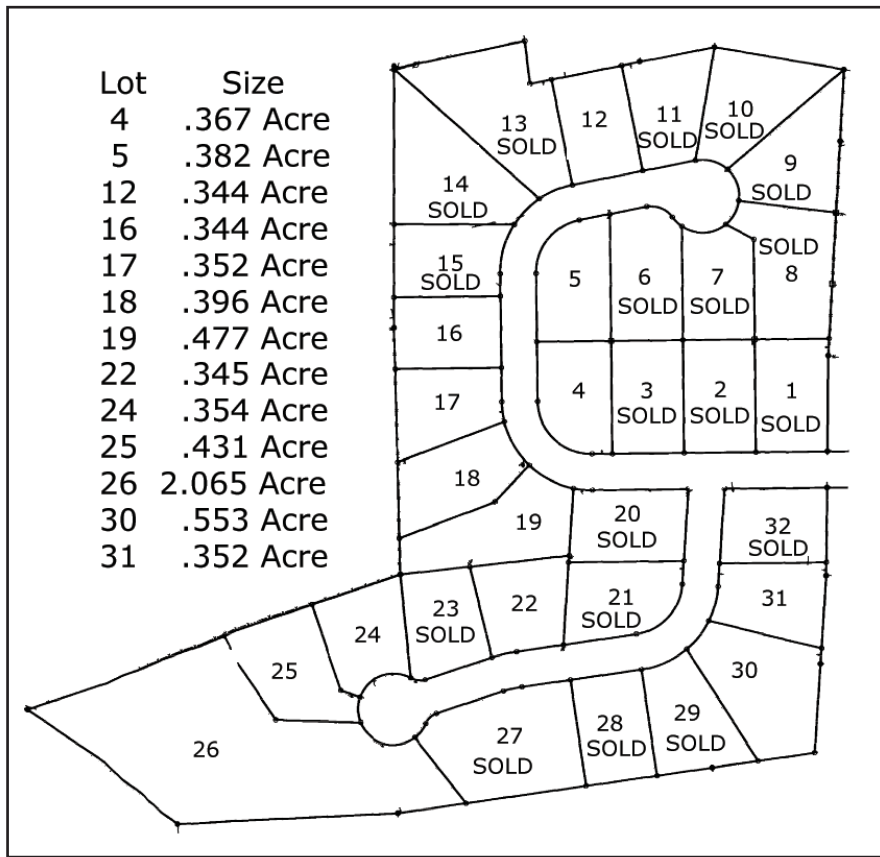 Lot Size
4 .367 Acre
5 .382 Acre
12 .344 Acre
16 .344 Acre
17 .352 Acre
18 .396 Acre
19 .477 Acre
22 .345 Acre
24 .354 Acre
25 .431 Acre
26 2.065 Acre
30 .553 Acre
31 .352 Acre
13
SOLD
12
11
SOLD
10
SOLD
9
SOLD
14
SOLD
15
SOLD
16
17
18
19
5
6
SOLD
7
SOLD
SOLD
8
4
3
SOLD
2
SOLD
1
SOLD
20
SOLD
32
SOLD
21
SOLD
31
22
23
SOLD
24
25
26
27
SOLD
28
SOLD
29
SOLD
30